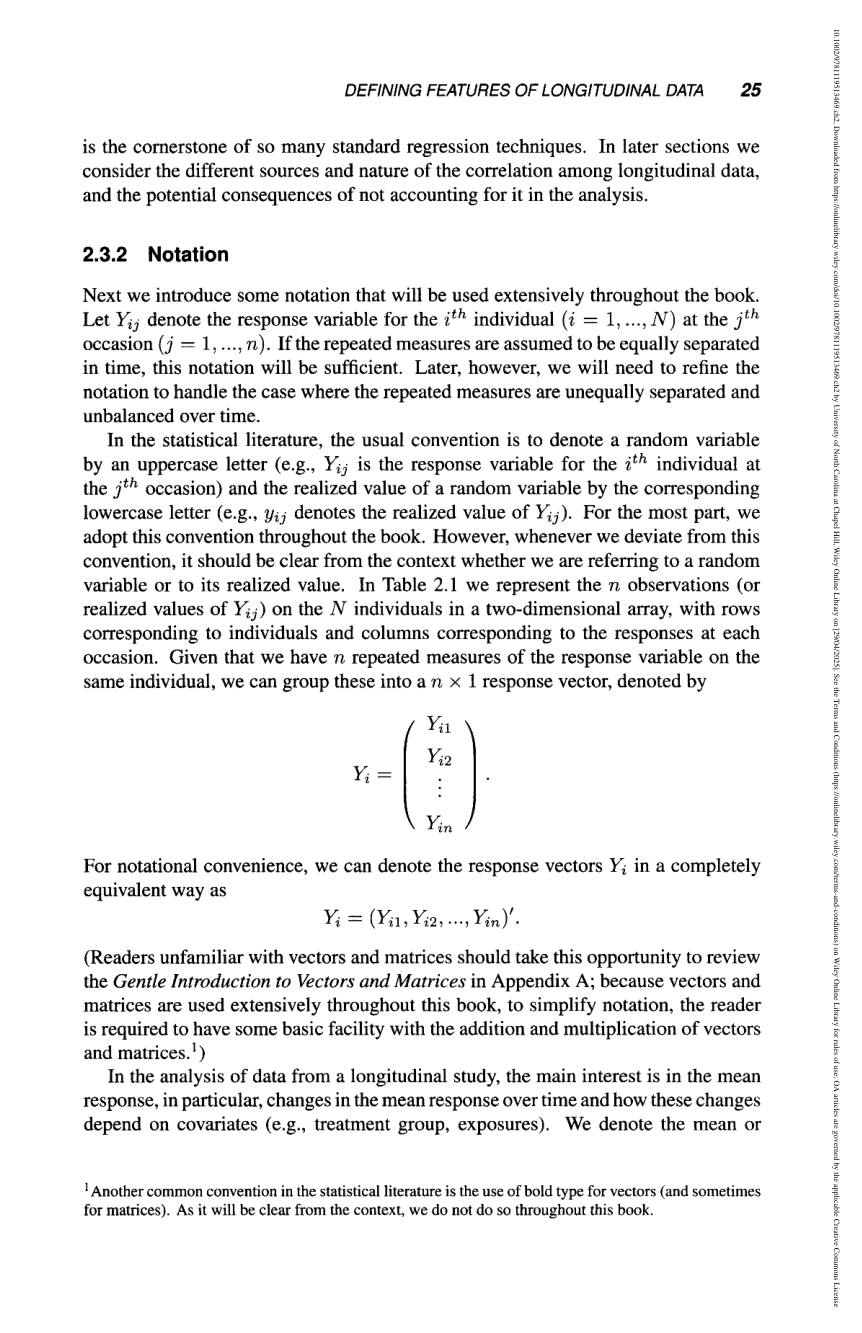 DEFINING FEATURES OF LONGITUDINAL DATA 25
is the cornerstone of so many standard regression techniques. In later sections we
consider the different sources and nature of the correlation among longitudinal data,
and the potential consequences of not accounting for it in the analysis.
2.3.2 Notation
Next we introduce some notation that will be used extensively throughout the book.
Let Y_{ij} denote the response variable for the i^{th} individual (i = 1, ..., N) at the j^{th}
occasion (j = 1, ..., n). If the repeated measures are assumed to be equally separated
in time, this notation will be sufficient. Later, however, we will need to refine the
notation to handle the case where the repeated measures are unequally separated and
unbalanced over time.
In the statistical literature, the usual convention is to denote a random variable
by an uppercase letter (e.g., Y_{ij} is the response variable for the i^{th} individual at
the j^{th} occasion) and the realized value of a random variable by the corresponding
lowercase letter (e.g., y_{ij} denotes the realized value of Y_{ij}). For the most part, we
adopt this convention throughout the book. However, whenever we deviate from this
convention, it should be clear from the context whether we are referring to a random
variable or to its realized value. In Table 2.1 we represent the n observations (or
realized values of Y_{ij}) on the N individuals in a two-dimensional array, with rows
corresponding to individuals and columns corresponding to the responses at each
occasion. Given that we have n repeated measures of the response variable on the
same individual, we can group these into a n × 1 response vector, denoted by
Y_{i1}
Y_{i2}
Y_i = ( ⋮ ) .
Y_{in}
For notational convenience, we can denote the response vectors Y_i in a completely
equivalent way as
Y_i = (Y_{i1}, Y_{i2}, ..., Y_{in})′.
(Readers unfamiliar with vectors and matrices should take this opportunity to review
the Gentle Introduction to Vectors and Matrices in Appendix A; because vectors and
matrices are used extensively throughout this book, to simplify notation, the reader
is required to have some basic facility with the addition and multiplication of vectors
and matrices.¹)
In the analysis of data from a longitudinal study, the main interest is in the mean
response, in particular, changes in the mean response over time and how these changes
depend on covariates (e.g., treatment group, exposures). We denote the mean or
¹ Another common convention in the statistical literature is the use of bold type for vectors (and sometimes
for matrices). As it will be clear from the context, we do not do so throughout this book.
10.1002/9781119513469.ch2, Downloaded from https://onlinelibrary.wiley.com/doi/10.1002/9781119513469.ch2 by University of North Carolina at Chapel Hill, Wiley Online Library on [29/04/2025]. See the Terms and Conditions (https://onlinelibrary.wiley.com/terms-and-conditions) on Wiley Online Library for rules of use; OA articles are governed by the applicable Creative Commons License